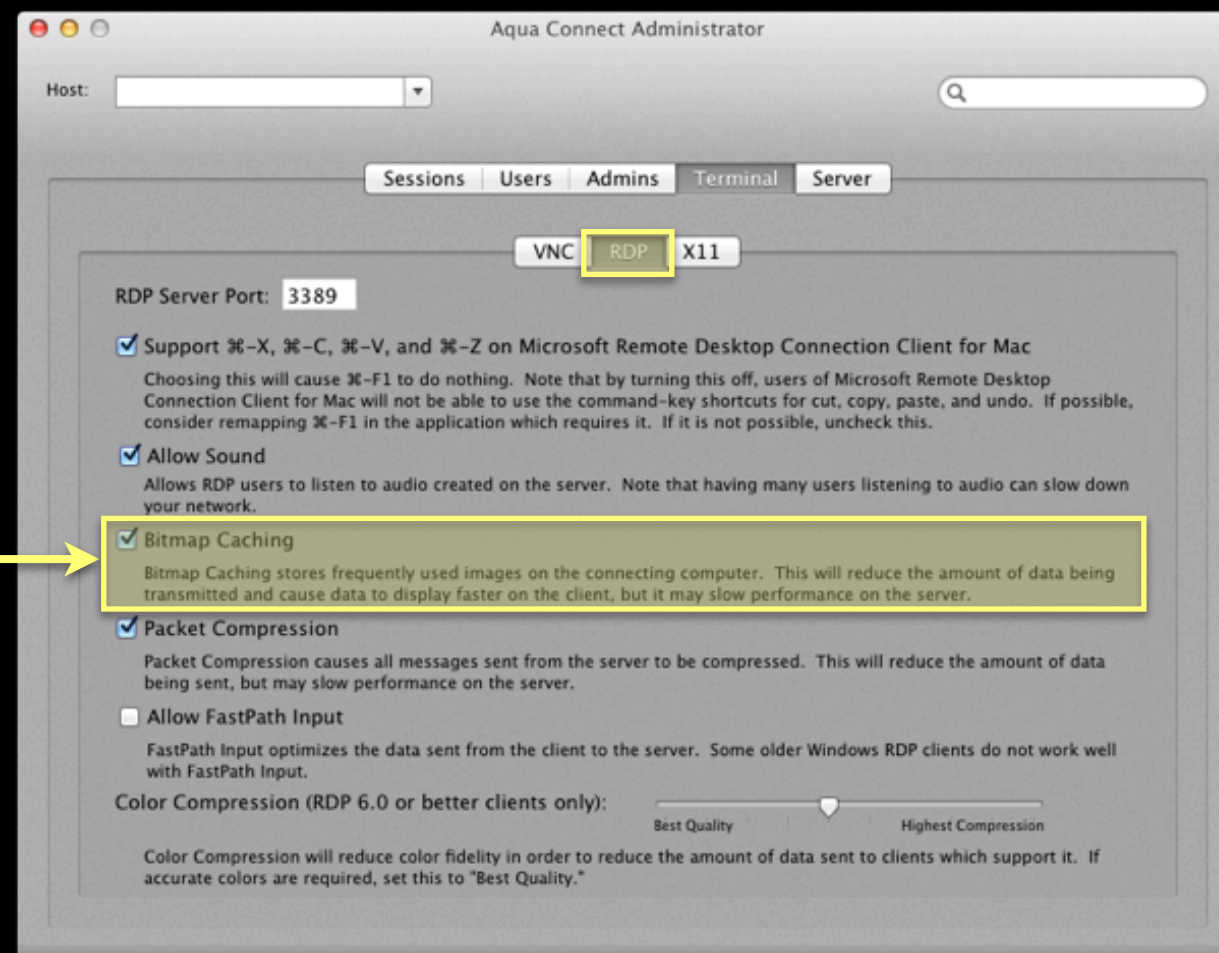 Aqua Connect Administrator
Host:
Sessions Users Admins Terminal Server
VNC RDP X11
RDP Server Port: 3389
Support ⌘-X, ⌘-C, ⌘-V, and ⌘-Z on Microsoft Remote Desktop Connection Client for Mac
Choosing this will cause ⌘-F1 to do nothing. Note that by turning this off, users of Microsoft Remote Desktop
Connection Client for Mac will not be able to use the command-key shortcuts for cut, copy, paste, and undo. If possible,
consider remapping ⌘-F1 in the application which requires it. If it is not possible, uncheck this.
Allow Sound
Allows RDP users to listen to audio created on the server. Note that having many users listening to audio can slow down
your network.
Bitmap Caching
Bitmap Caching stores frequently used images on the connecting computer. This will reduce the amount of data being
transmitted and cause data to display faster on the client, but it may slow performance on the server.
Packet Compression
Packet Compression causes all messages sent from the server to be compressed. This will reduce the amount of data
being sent, but may slow performance on the server.
Allow FastPath Input
FastPath Input optimizes the data sent from the client to the server. Some older Windows RDP clients do not work well
with FastPath Input.
Color Compression (RDP 6.0 or better clients only):
Best Quality Highest Compression
Color Compression will reduce color fidelity in order to reduce the amount of data sent to clients which support it. If
accurate colors are required, set this to "Best Quality."